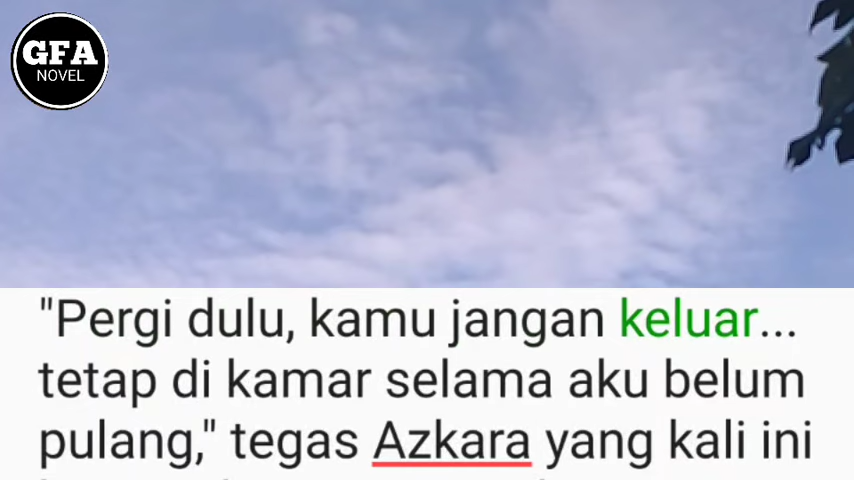 GFA
NOVEL
"Pergi dulu, kamu jangan keluar...
tetap di kamar selama aku belum
pulang," tegas Azkara yang kali ini